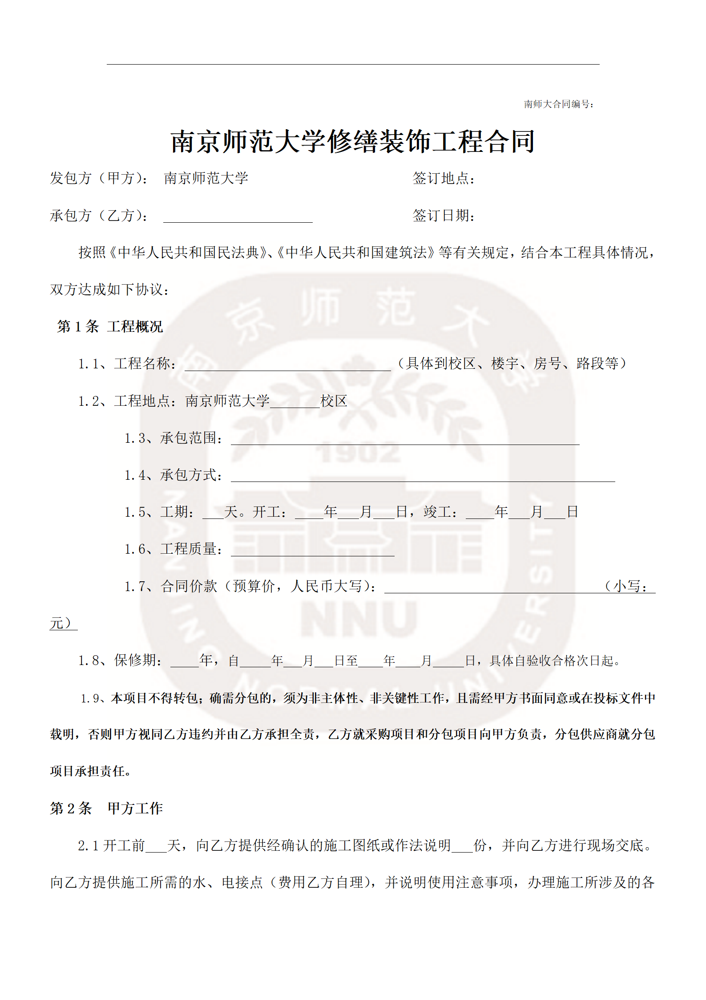 南师大合同编号：
南京师范大学修缮装饰工程合同
发包方（甲方）： 南京师范大学 签订地点：
承包方（乙方）： 签订日期：
按照《中华人民共和国民法典》、《中华人民共和国建筑法》等有关规定，结合本工程具体情况，
双方达成如下协议：
第 1 条 工程概况
1.1、工程名称：（具体到校区、楼宇、房号、路段等）
1.2、工程地点：南京师范大学____校区
1.3、承包范围：
1.4、承包方式：
1.5、工期：___天。开工：____年___月___日，竣工：____年___月___日
1.6、工程质量：
1.7、合同价款（预算价，人民币大写）：（小写：
元）
1.8、保修期：____年，自____年___月___日至____年____月____日，具体自验收合格次日起。
1.9、本项目不得转包；确需分包的，须为非主体性、非关键性工作，且需经甲方书面同意或在投标文件中
载明，否则甲方视同乙方违约并由乙方承担全责，乙方就采购项目和分包项目向甲方负责，分包供应商就分包
项目承担责任。
第 2 条 甲方工作
2.1 开工前___天，向乙方提供经确认的施工图纸或作法说明___份，并向乙方进行现场交底。
向乙方提供施工所需的水、电接点（费用乙方自理），并说明使用注意事项，办理施工所涉及的各
南京师范大学
1902
NNU
NANJING NORMAL UNIVERSITY